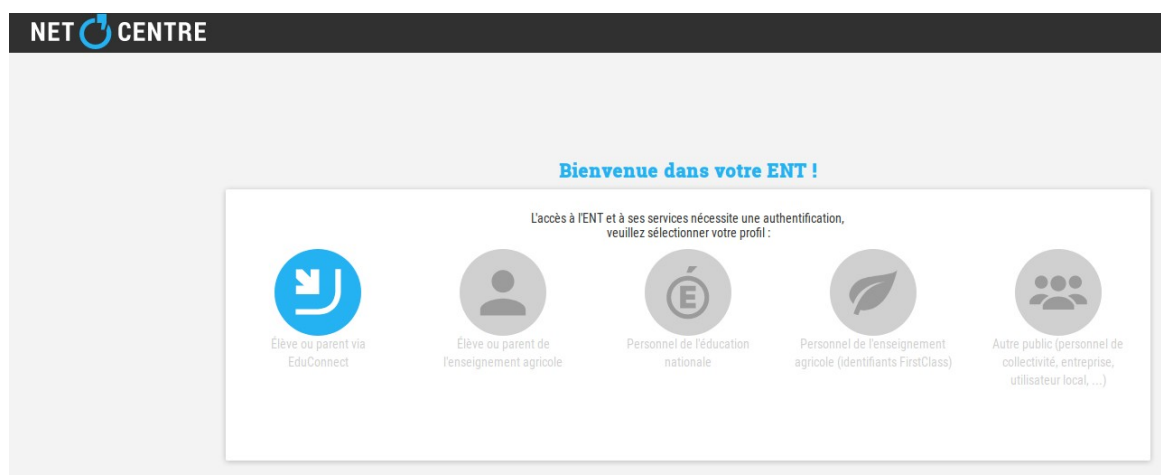 NET CENTRE
Bienvenue dans votre ENT !
L'accès à l'ENT et à ses services nécessite une authentification,
veuillez sélectionner votre profil :
Élève ou parent via
EduConnect
Élève ou parent de
l'enseignement agricole
É
Personnel de l'éducation
nationale
Personnel de l'enseignement
agricole (identifiants FirstClass)
Autre public (personnel de
collectivité, entreprise,
utilisateur local, ...)